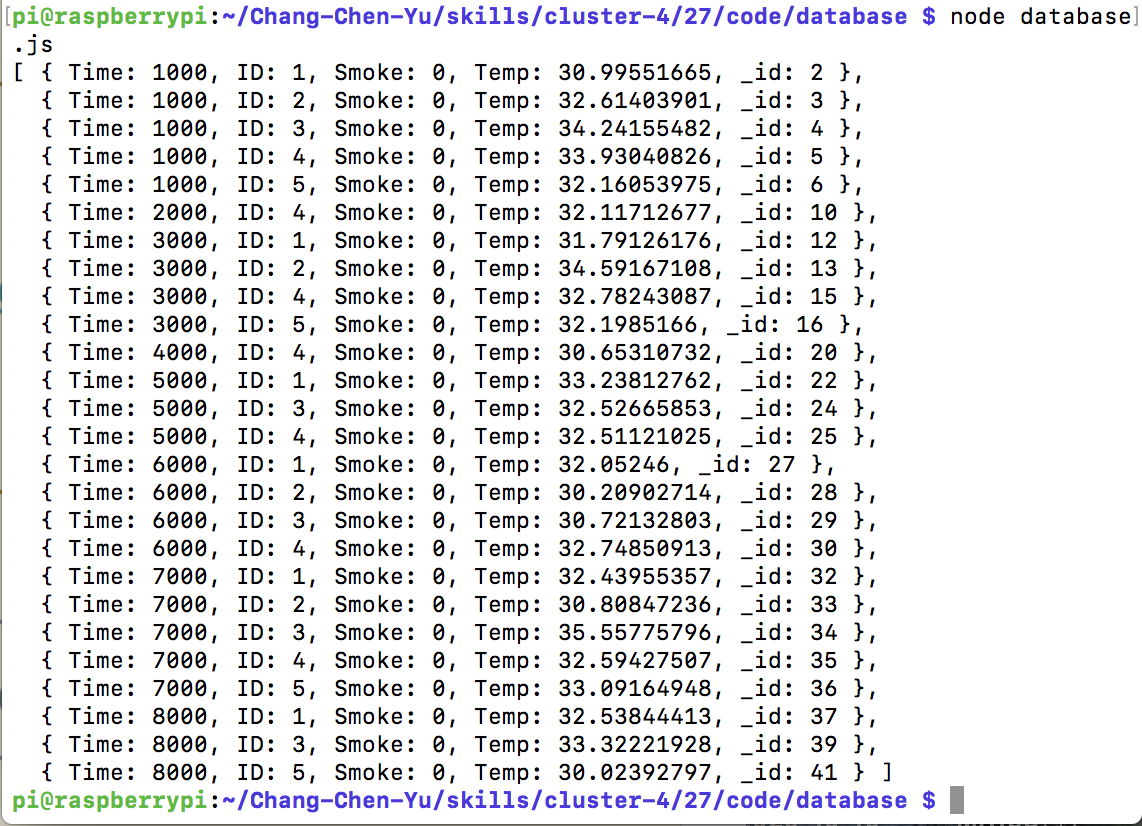 [pi@raspberrypi:~/Chang-Chen-Yu/skills/cluster-4/27/code/database $ node database]
.js
[ { Time: 1000, ID: 1, Smoke: 0, Temp: 30.99551665, _id: 2 },
  { Time: 1000, ID: 2, Smoke: 0, Temp: 32.61403901, _id: 3 },
  { Time: 1000, ID: 3, Smoke: 0, Temp: 34.24155482, _id: 4 },
  { Time: 1000, ID: 4, Smoke: 0, Temp: 33.93040826, _id: 5 },
  { Time: 1000, ID: 5, Smoke: 0, Temp: 32.16053975, _id: 6 },
  { Time: 2000, ID: 4, Smoke: 0, Temp: 32.11712677, _id: 10 },
  { Time: 3000, ID: 1, Smoke: 0, Temp: 31.79126176, _id: 12 },
  { Time: 3000, ID: 2, Smoke: 0, Temp: 34.59167108, _id: 13 },
  { Time: 3000, ID: 4, Smoke: 0, Temp: 32.78243087, _id: 15 },
  { Time: 3000, ID: 5, Smoke: 0, Temp: 32.1985166, _id: 16 },
  { Time: 4000, ID: 4, Smoke: 0, Temp: 30.65310732, _id: 20 },
  { Time: 5000, ID: 1, Smoke: 0, Temp: 33.23812762, _id: 22 },
  { Time: 5000, ID: 3, Smoke: 0, Temp: 32.52665853, _id: 24 },
  { Time: 5000, ID: 4, Smoke: 0, Temp: 32.51121025, _id: 25 },
  { Time: 6000, ID: 1, Smoke: 0, Temp: 32.05246, _id: 27 },
  { Time: 6000, ID: 2, Smoke: 0, Temp: 30.20902714, _id: 28 },
  { Time: 6000, ID: 3, Smoke: 0, Temp: 30.72132803, _id: 29 },
  { Time: 6000, ID: 4, Smoke: 0, Temp: 32.74850913, _id: 30 },
  { Time: 7000, ID: 1, Smoke: 0, Temp: 32.43955357, _id: 32 },
  { Time: 7000, ID: 2, Smoke: 0, Temp: 30.80847236, _id: 33 },
  { Time: 7000, ID: 3, Smoke: 0, Temp: 35.55775796, _id: 34 },
  { Time: 7000, ID: 4, Smoke: 0, Temp: 32.59427507, _id: 35 },
  { Time: 7000, ID: 5, Smoke: 0, Temp: 33.09164948, _id: 36 },
  { Time: 8000, ID: 1, Smoke: 0, Temp: 32.53844413, _id: 37 },
  { Time: 8000, ID: 3, Smoke: 0, Temp: 33.32221928, _id: 39 },
  { Time: 8000, ID: 5, Smoke: 0, Temp: 30.02392797, _id: 41 } ]
pi@raspberrypi:~/Chang-Chen-Yu/skills/cluster-4/27/code/database $